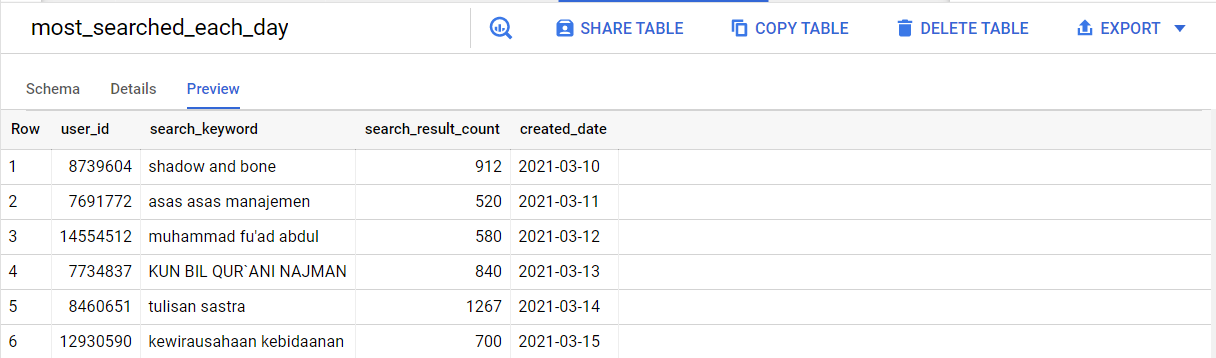 most_searched_each_day SHARE TABLE COPY TABLE DELETE TABLE EXPORT
Schema Details Preview
Row user_id search_keyword search_result_count created_date
1 8739604 shadow and bone 912 2021-03-10
2 7691772 asas asas manajemen 520 2021-03-11
3 14554512 muhammad fu'ad abdul 580 2021-03-12
4 7734837 KUN BIL QUR`ANI NAJMAN 840 2021-03-13
5 8460651 tulisan sastra 1267 2021-03-14
6 12930590 kewirausahaan kebidaanan 700 2021-03-15